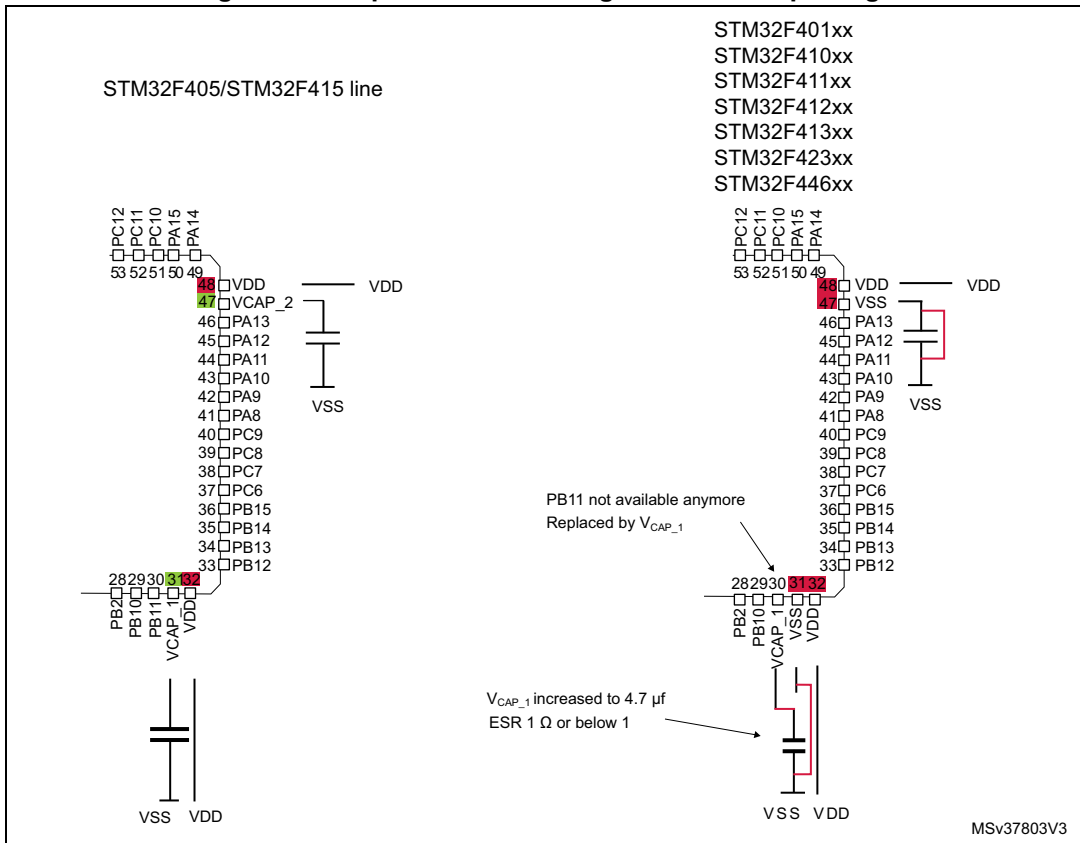 STM32F405/STM32F415 line
PC12
PC11
PC10
PA15
PA14
53 52 51 50 49
48 VDD
VDD
47 VCAP_2
46 PA13
45 PA12
44 PA11
43 PA10
42 PA9
41 PA8
40 PC9
39 PC8
38 PC7
37 PC6
36 PB15
35 PB14
34 PB13
33 PB12
VSS
28 29 30 31 32
PB2
PB10
PB11
VCAP_1
VDD
VSS VDD
STM32F401xx
STM32F410xx
STM32F411xx
STM32F412xx
STM32F413xx
STM32F423xx
STM32F446xx
PC12
PC11
PC10
PA15
PA14
53 52 51 50 49
48 VDD
VDD
47 VSS
46 PA13
45 PA12
44 PA11
43 PA10
42 PA9
41 PA8
40 PC9
39 PC8
38 PC7
37 PC6
36 PB15
35 PB14
34 PB13
33 PB12
VSS
PB11 not available anymore
Replaced by VCAP_1
28 29 30 31 32
PB2
PB10
VCAP_1
VSS
VDD
VCAP_1 increased to 4.7 µf
ESR 1 Ω or below 1
VSS VDD
MSv37803V3